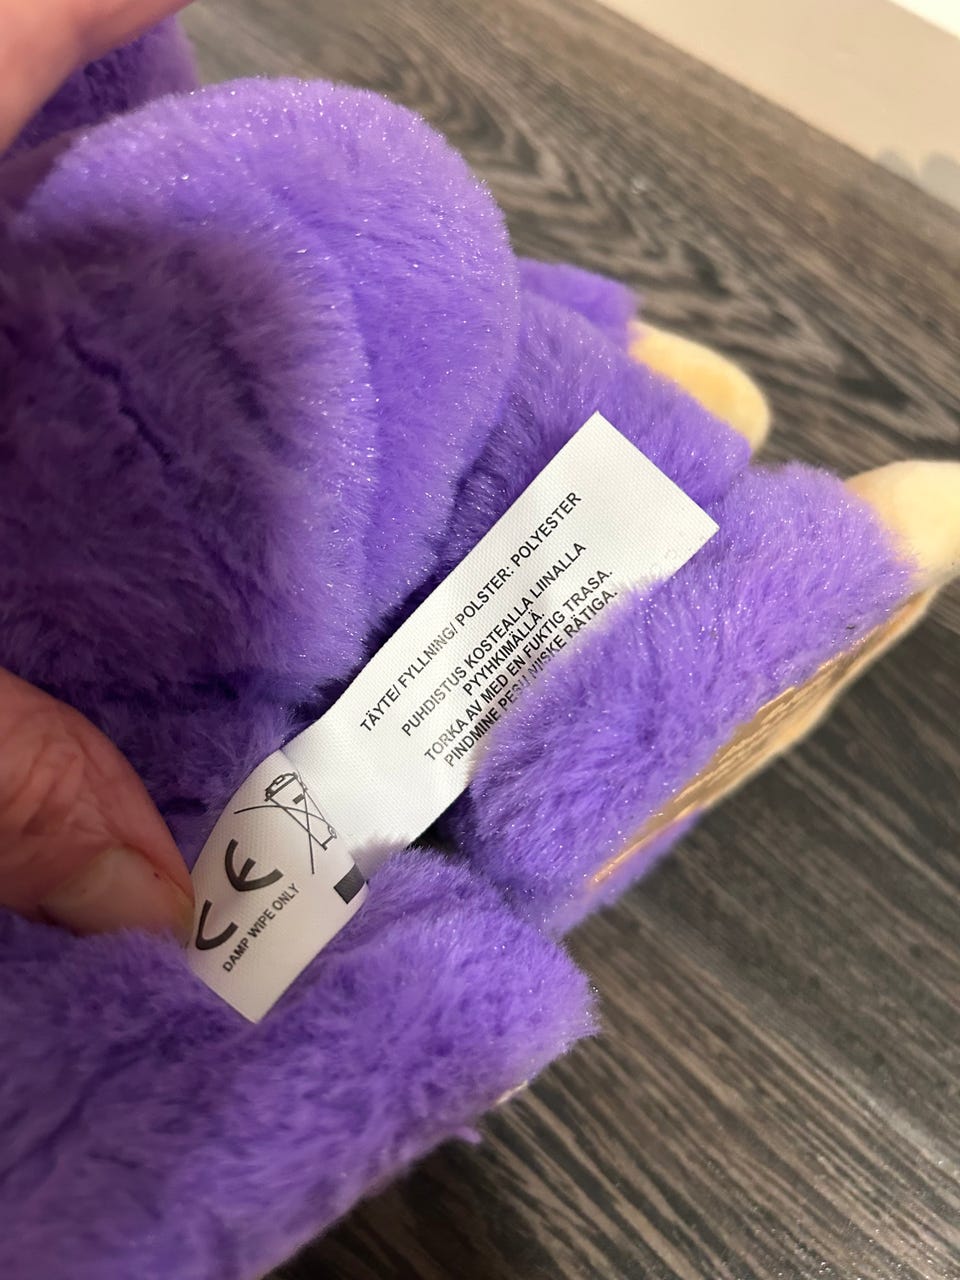 TÄYTE/ FYLLNING/ POLSTER: POLYESTER
PUHDISTUS KOSTEALLA LIINALLA
PYYHKIMÄLLÄ.
TORKA AV MED EN FUKTIG TRASA.
PINDMINE PESU NIISKE RÄTIGA.
CE
DAMP WIPE ONLY